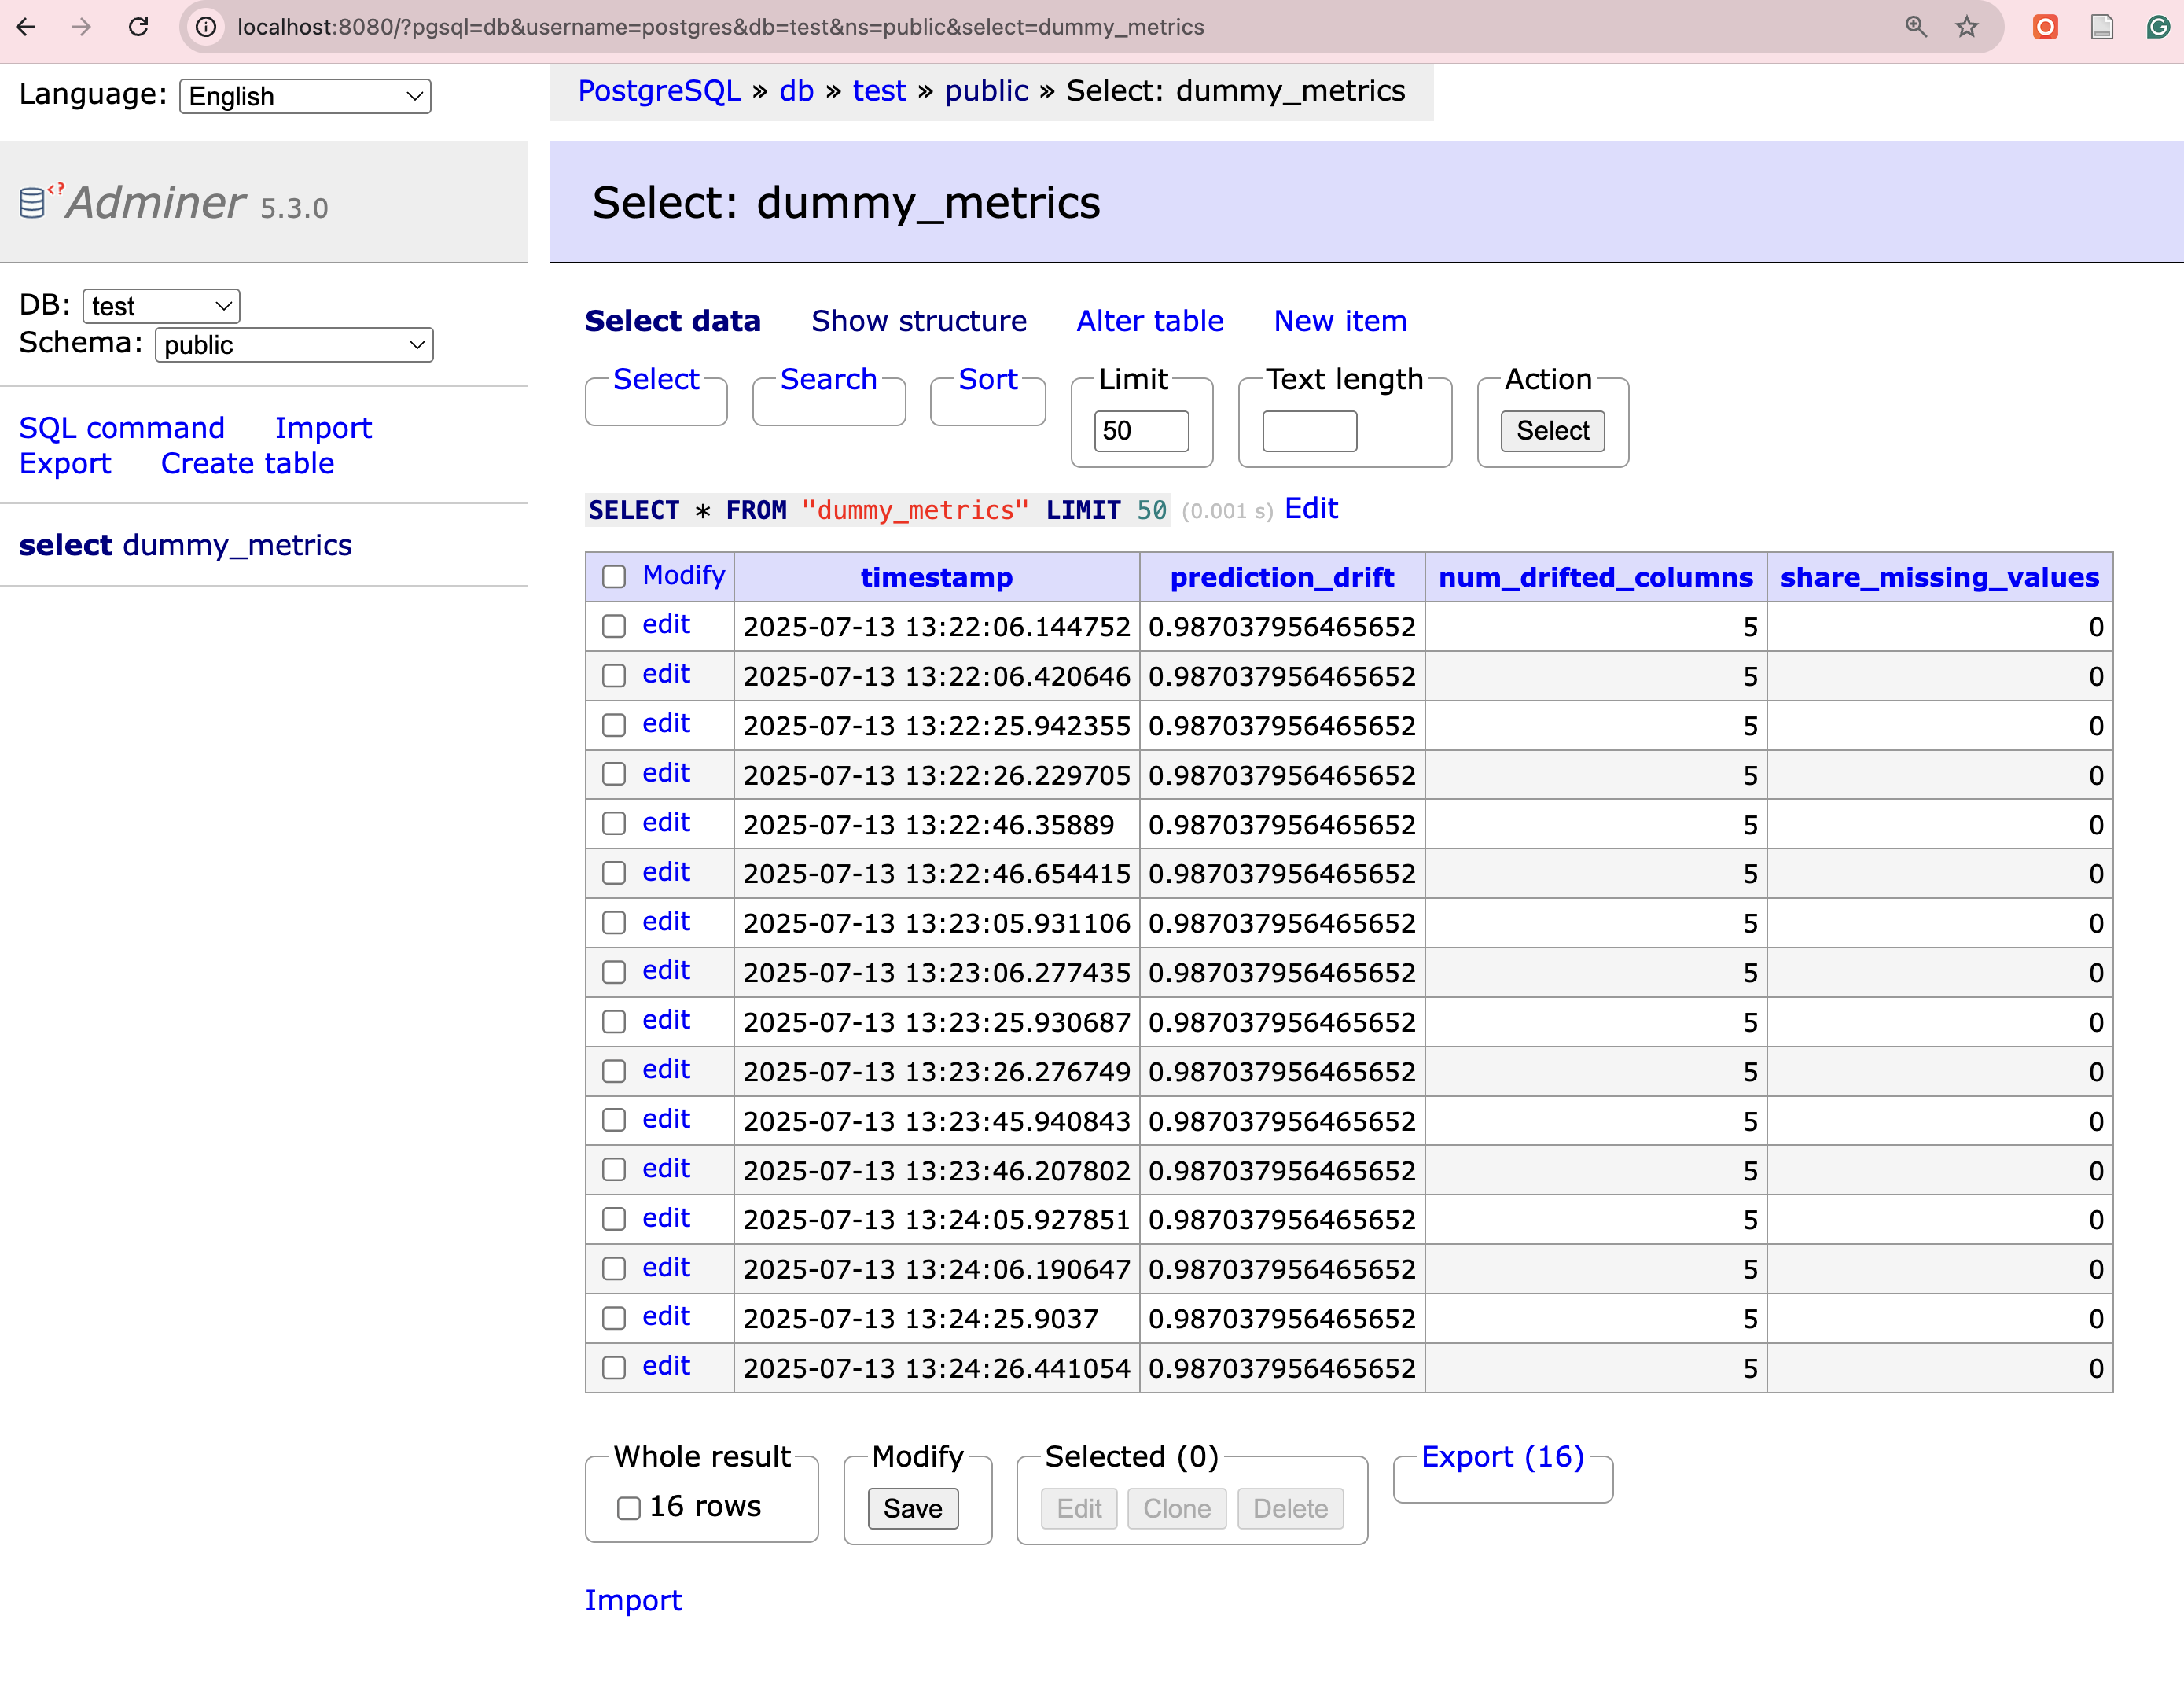 localhost:8080/?pgsql=db&username=postgres&db=test&ns=public&select=dummy_metrics
Language: English
PostgreSQL » db » test » public » Select: dummy_metrics
Adminer 5.3.0
Select: dummy_metrics
DB: test
Schema: public
SQL command Import
Export Create table
select dummy_metrics
Select data Show structure Alter table New item
Select Search Sort Limit Text length Action
50 Select
SELECT * FROM "dummy_metrics" LIMIT 50 (0.001 s) Edit
Modify timestamp prediction_drift num_drifted_columns share_missing_values
edit 2025-07-13 13:22:06.144752 0.987037956465652 5 0
edit 2025-07-13 13:22:06.420646 0.987037956465652 5 0
edit 2025-07-13 13:22:25.942355 0.987037956465652 5 0
edit 2025-07-13 13:22:26.229705 0.987037956465652 5 0
edit 2025-07-13 13:22:46.35889 0.987037956465652 5 0
edit 2025-07-13 13:22:46.654415 0.987037956465652 5 0
edit 2025-07-13 13:23:05.931106 0.987037956465652 5 0
edit 2025-07-13 13:23:06.277435 0.987037956465652 5 0
edit 2025-07-13 13:23:25.930687 0.987037956465652 5 0
edit 2025-07-13 13:23:26.276749 0.987037956465652 5 0
edit 2025-07-13 13:23:45.940843 0.987037956465652 5 0
edit 2025-07-13 13:23:46.207802 0.987037956465652 5 0
edit 2025-07-13 13:24:05.927851 0.987037956465652 5 0
edit 2025-07-13 13:24:06.190647 0.987037956465652 5 0
edit 2025-07-13 13:24:25.9037 0.987037956465652 5 0
edit 2025-07-13 13:24:26.441054 0.987037956465652 5 0
Whole result Modify Selected (0) Export (16)
16 rows Save Edit Clone Delete
Import